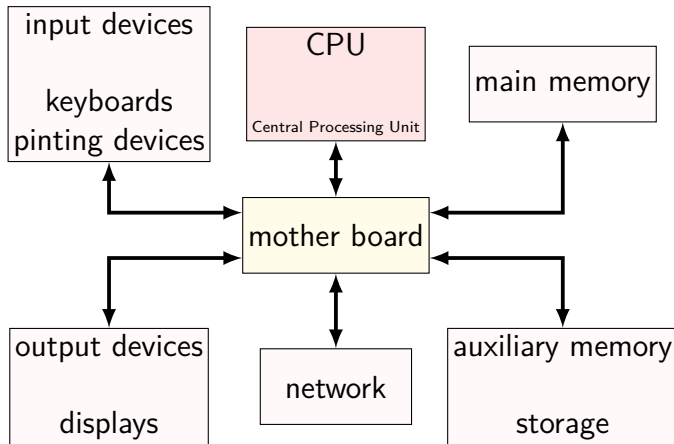 input devices
keyboards
pinting devices
CPU
Central Processing Unit
main memory
mother board
output devices
displays
network
auxiliary memory
storage